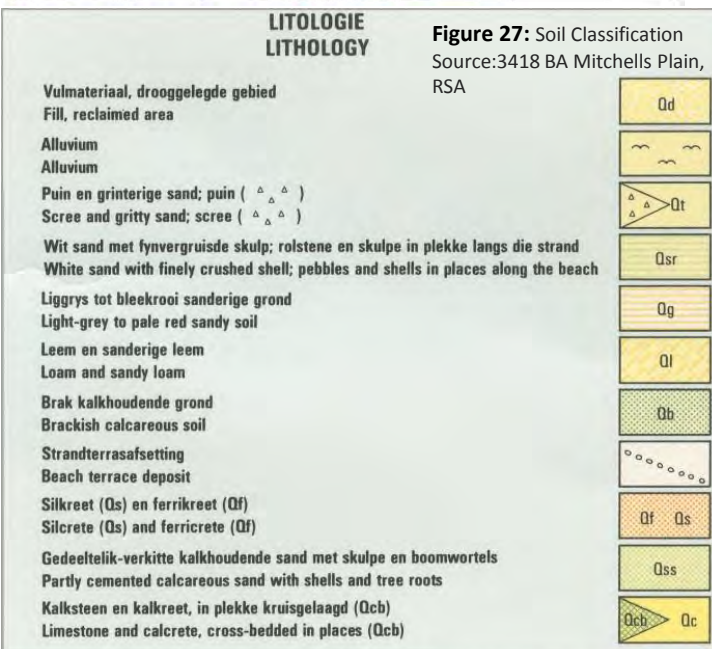 LITOLOGIE
LITHOLOGY
Figure 27: Soil Classification
Source:3418 BA Mitchells Plain,
RSA
Vulmateriaal, drooggelegde gebied
Fill, reclaimed area
Qd
Alluvium
Alluvium
Puin en grinterige sand; puin ( )
Scree and gritty sand; scree ( )
Qt
Wit sand met fynvergruisde skulp; rolstene en skulpe in plekke langs die strand
White sand with finely crushed shell; pebbles and shells in places along the beach
Qsr
Liggrys tot bleekrooi sanderige grond
Light-grey to pale red sandy soil
Qg
Leem en sanderige leem
Loam and sandy loam
Ql
Brak kalkhoudende grond
Brackish calcareous soil
Qb
Strandterrasafsetting
Beach terrace deposit
Silkreet (Qs) en ferrikreet (Qf)
Silcrete (Qs) and ferricrete (Qf)
Qf Qs
Gedeeltelik-verkitte kalkhoudende sand met skulpe en boomwortels
Partly cemented calcareous sand with shells and tree roots
Qss
Kalksteen en kalkreet, in plekke kruisgelaagd (Qcb)
Limestone and calcrete, cross-bedded in places (Qcb)
Qcb Qc